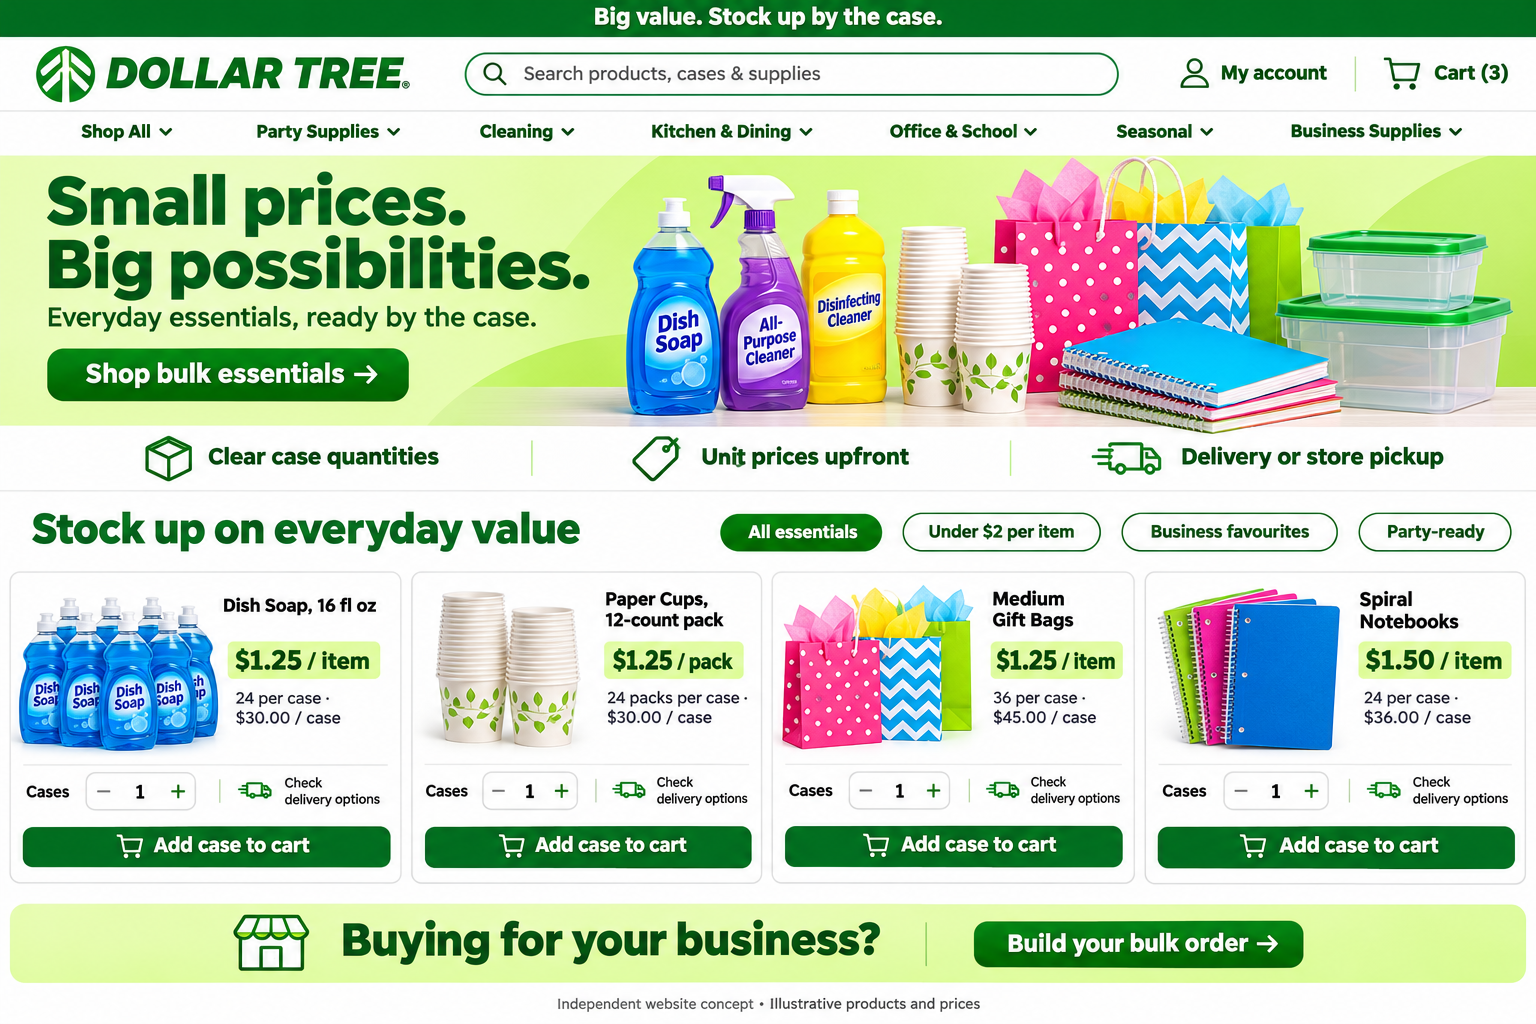 Big value. Stock up by the case.
DOLLAR TREE®
Search products, cases & supplies
My account
Cart (3)
Shop All
Party Supplies
Cleaning
Kitchen & Dining
Office & School
Seasonal
Business Supplies
Small prices.
Big possibilities.
Everyday essentials, ready by the case.
Shop bulk essentials →
Dish
Soap
All-
Purpose
Cleaner
Disinfecting
Cleaner
Clear case quantities
Unit prices upfront
Delivery or store pickup
Stock up on everyday value
All essentials
Under $2 per item
Business favourites
Party-ready
Dish
Soap
Dish
Soap
Dish
Soap
Dish Soap, 16 fl oz
$1.25 / item
24 per case ·
$30.00 / case
Cases
− 1 +
Check
delivery options
Add case to cart
Paper Cups,
12-count pack
$1.25 / pack
24 packs per case ·
$30.00 / case
Cases
− 1 +
Check
delivery options
Add case to cart
Medium
Gift Bags
$1.25 / item
36 per case ·
$45.00 / case
Cases
− 1 +
Check
delivery options
Add case to cart
Spiral
Notebooks
$1.50 / item
24 per case ·
$36.00 / case
Cases
− 1 +
Check
delivery options
Add case to cart
Buying for your business?
Build your bulk order →
Independent website concept • Illustrative products and prices